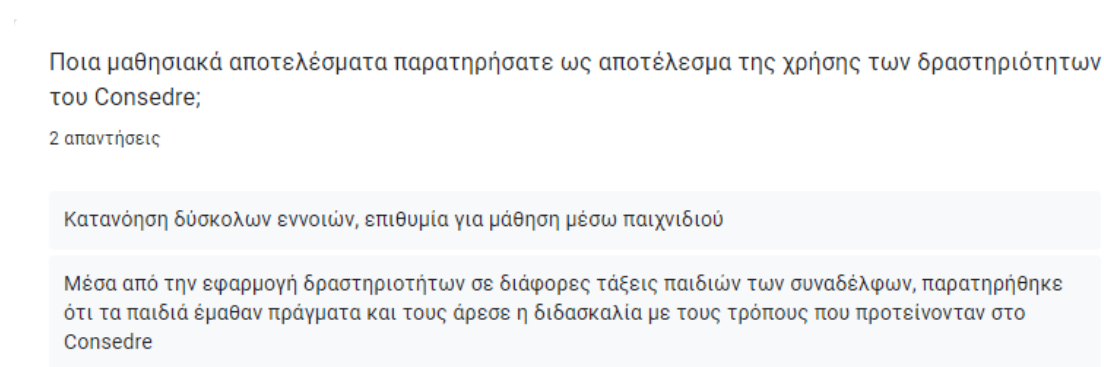 Ποια μαθησιακά αποτελέσματα παρατηρήσατε ως αποτέλεσμα της χρήσης των δραστηριότητων
του Consedre;
2 απαντήσεις
Κατανόηση δύσκολων εννοιών, επιθυμία για μάθηση μέσω παιχνιδιού
Μέσα από την εφαρμογή δραστηριοτήτων σε διάφορες τάξεις παιδιών των συναδέλφων, παρατηρήθηκε
ότι τα παιδιά έμαθαν πράγματα και τους άρεσε η διδασκαλία με τους τρόπους που προτείνονταν στο
Consedre